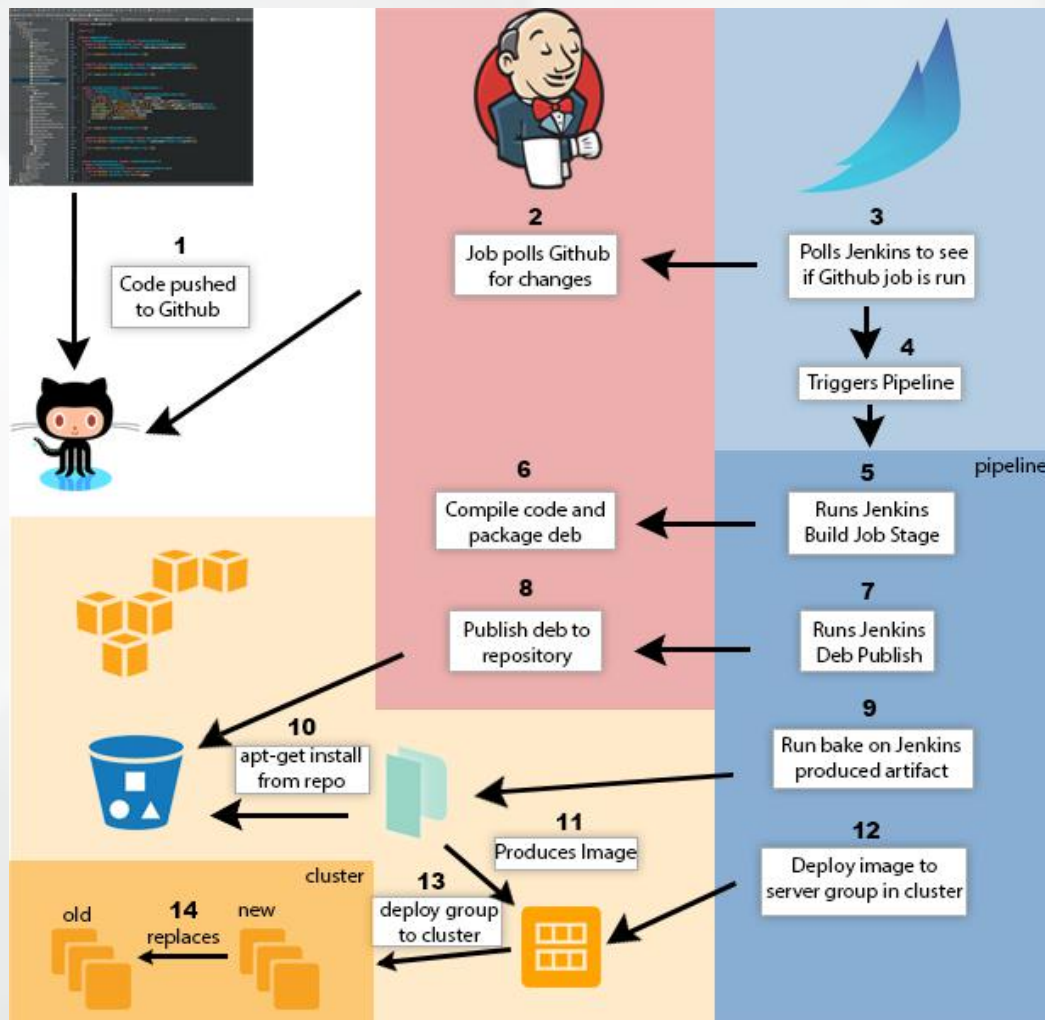 1
Code pushed
to Github
2
Job polls Github
for changes
3
Polls Jenkins to see
if Github job is run
4
Triggers Pipeline
pipeline
5
Runs Jenkins
Build Job Stage
6
Compile code and
package deb
7
Runs Jenkins
Deb Publish
8
Publish deb to
repository
9
Run bake on Jenkins
produced artifact
10
apt-get install
from repo
11
Produces Image
12
Deploy image to
server group in cluster
13
deploy group
to cluster
cluster
old
14
replaces
new